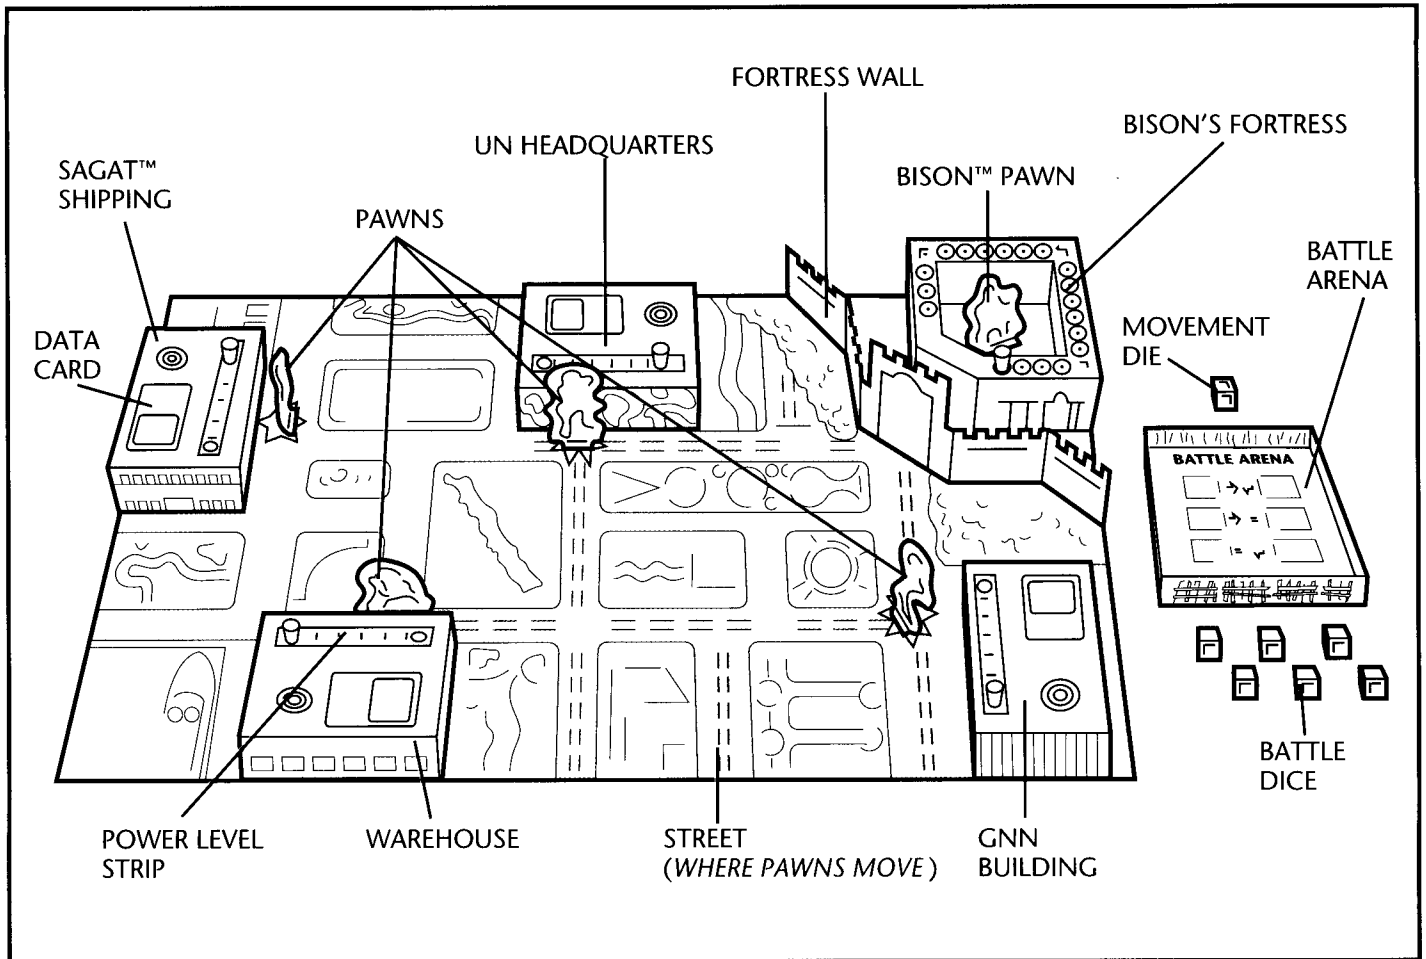 FORTRESS WALL
BISON'S FORTRESS
UN HEADQUARTERS
SAGAT™
SHIPPING
BISON™ PAWN
PAWNS
BATTLE
ARENA
MOVEMENT
DIE
DATA
CARD
BATTLE ARENA
POWER LEVEL
STRIP
WAREHOUSE
STREET
(WHERE PAWNS MOVE)
GNN
BUILDING
BATTLE
DICE